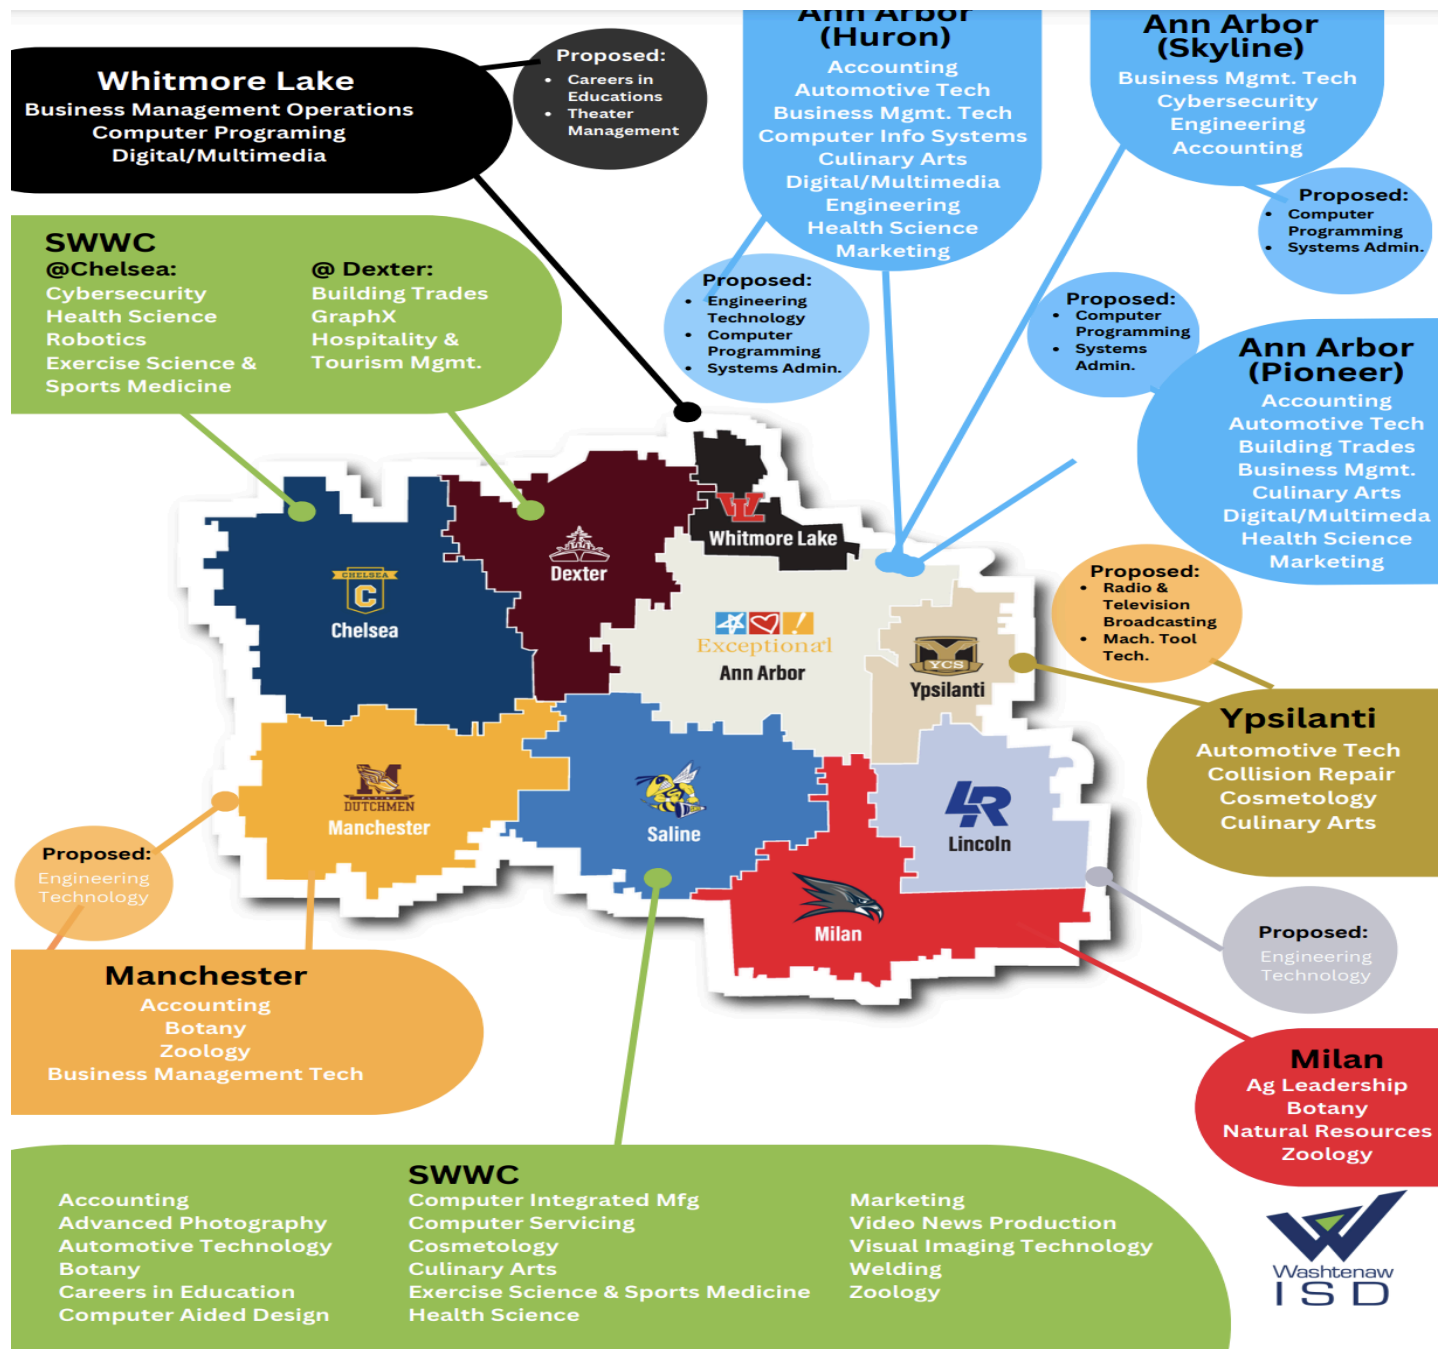 Whitmore Lake
Business Management Operations
Computer Programing
Digital/Multimedia
Proposed:
• Careers in
Educations
• Theater
Management
Ann Arbor
(Huron)
Accounting
Automotive Tech
Business Mgmt. Tech
Computer Info Systems
Culinary Arts
Digital/Multimedia
Engineering
Health Science
Marketing
Proposed:
• Engineering
Technology
• Computer
Programming
• Systems Admin.
Ann Arbor
(Skyline)
Business Mgmt. Tech
Cybersecurity
Engineering
Accounting
Proposed:
• Computer
Programming
• Systems Admin.
SWWC
@Chelsea:
Cybersecurity
Health Science
Robotics
Exercise Science &
Sports Medicine
@ Dexter:
Building Trades
GraphX
Hospitality &
Tourism Mgmt.
Proposed:
• Computer
Programming
• Systems
Admin.
Ann Arbor
(Pioneer)
Accounting
Automotive Tech
Building Trades
Business Mgmt.
Culinary Arts
Digital/Multimeda
Health Science
Marketing
WL
Whitmore Lake
Dexter
CHELSEA
C
Chelsea
Exceptional
Ann Arbor
YCS
Ypsilanti
M
DUTCHMEN
Manchester
Saline
LR
Lincoln
Milan
Proposed:
• Radio &
Television
Broadcasting
• Mach. Tool
Tech.
Ypsilanti
Automotive Tech
Collision Repair
Cosmetology
Culinary Arts
Proposed:
Engineering
Technology
Manchester
Accounting
Botany
Zoology
Business Management Tech
Proposed:
Engineering
Technology
Milan
Ag Leadership
Botany
Natural Resources
Zoology
SWWC
Accounting
Advanced Photography
Automotive Technology
Botany
Careers in Education
Computer Aided Design
Computer Integrated Mfg
Computer Servicing
Cosmetology
Culinary Arts
Exercise Science & Sports Medicine
Health Science
Marketing
Video News Production
Visual Imaging Technology
Welding
Zoology
Washtenaw
ISD